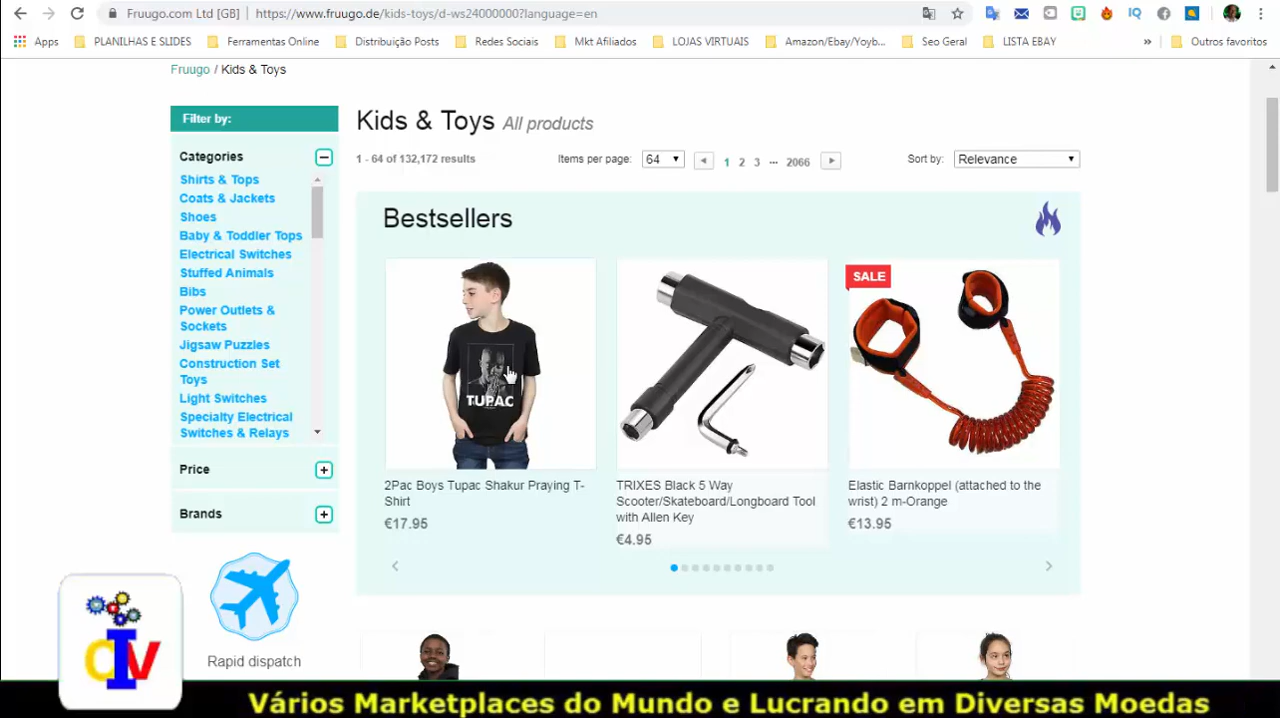 Fruugo.com Ltd [GB] https://www.fruugo.de/kids-toys/d-ws24000000?language=en
Apps PLANILHAS E SLIDES Ferramentas Online Distribuição Posts Redes Sociais Mkt Afiliados LOJAS VIRTUAIS Amazon/Ebay/Yoyb... Seo Geral LISTA EBAY » Outros favoritos
Fruugo / Kids & Toys
Filter by:
Categories
Shirts & Tops
Coats & Jackets
Shoes
Baby & Toddler Tops
Electrical Switches
Stuffed Animals
Bibs
Power Outlets &
Sockets
Jigsaw Puzzles
Construction Set
Toys
Light Switches
Specialty Electrical
Switches & Relays
Price
Brands
Rapid dispatch
Kids & Toys All products
1 - 64 of 132,172 results Items per page: 64 1 2 3 ... 2066 Sort by: Relevance
Bestsellers
TUPAC
2Pac Boys Tupac Shakur Praying T-
Shirt
€17.95
TRIXES Black 5 Way
Scooter/Skateboard/Longboard Tool
with Allen Key
€4.95
SALE
Elastic Barnkoppel (attached to the
wrist) 2 m-Orange
€13.95
dIv
Vários Marketplaces do Mundo e Lucrando em Diversas Moedas